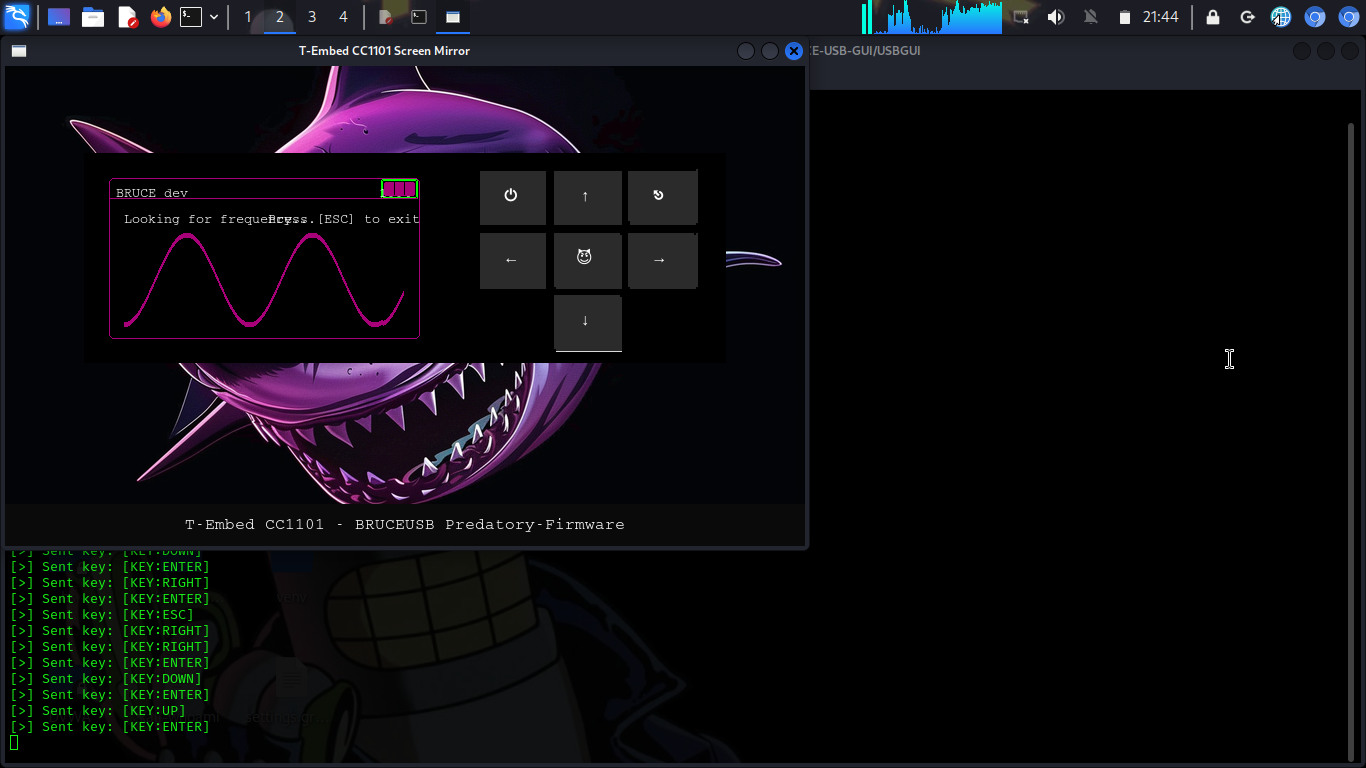 1 2 3 4 21:44
T-Embed CC1101 Screen Mirror
E-USB-GUI/USBGUI
BRUCE dev
Looking for frequency.. Press [ESC] to exit
T-Embed CC1101 - BRUCEUSB Predatory-Firmware
[>] Sent key: [KEY:DOWN]
[>] Sent key: [KEY:ENTER]
[>] Sent key: [KEY:RIGHT]
[>] Sent key: [KEY:ENTER]
[>] Sent key: [KEY:ESC]
[>] Sent key: [KEY:RIGHT]
[>] Sent key: [KEY:RIGHT]
[>] Sent key: [KEY:ENTER]
[>] Sent key: [KEY:DOWN]
[>] Sent key: [KEY:ENTER]
[>] Sent key: [KEY:UP]
[>] Sent key: [KEY:ENTER]